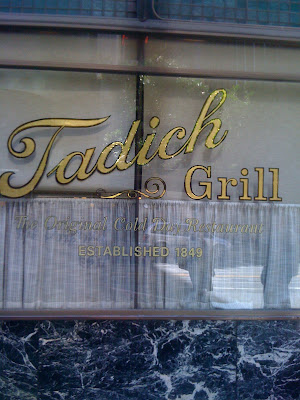 Tadich
Grill
The Original Cold Day Restaurant
ESTABLISHED 1849